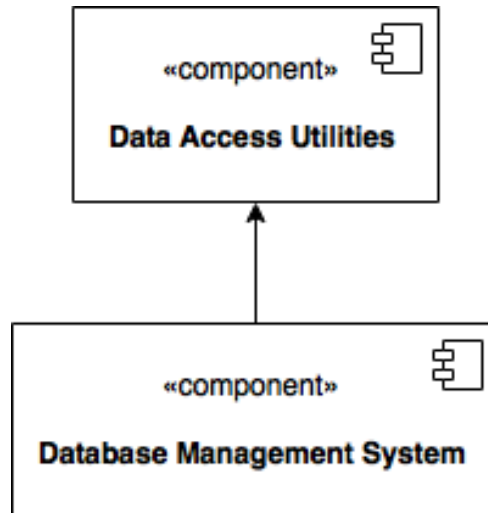 «component»
Data Access Utilities
«component»
Database Management System